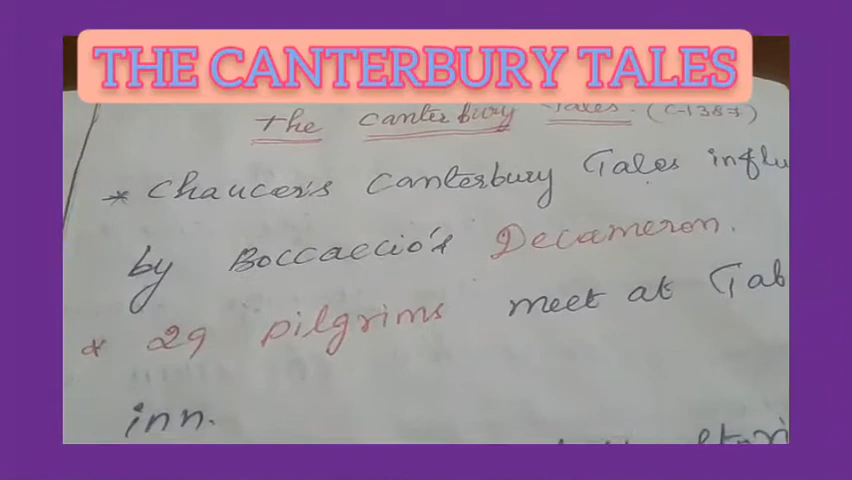 THE CANTERBURY TALES
The Canterbury Tales. (C-1387)
* Chaucer's Canterbury Tales influ
by Boccaccio's Decameron.
* 29 pilgrims meet at Tab
inn.